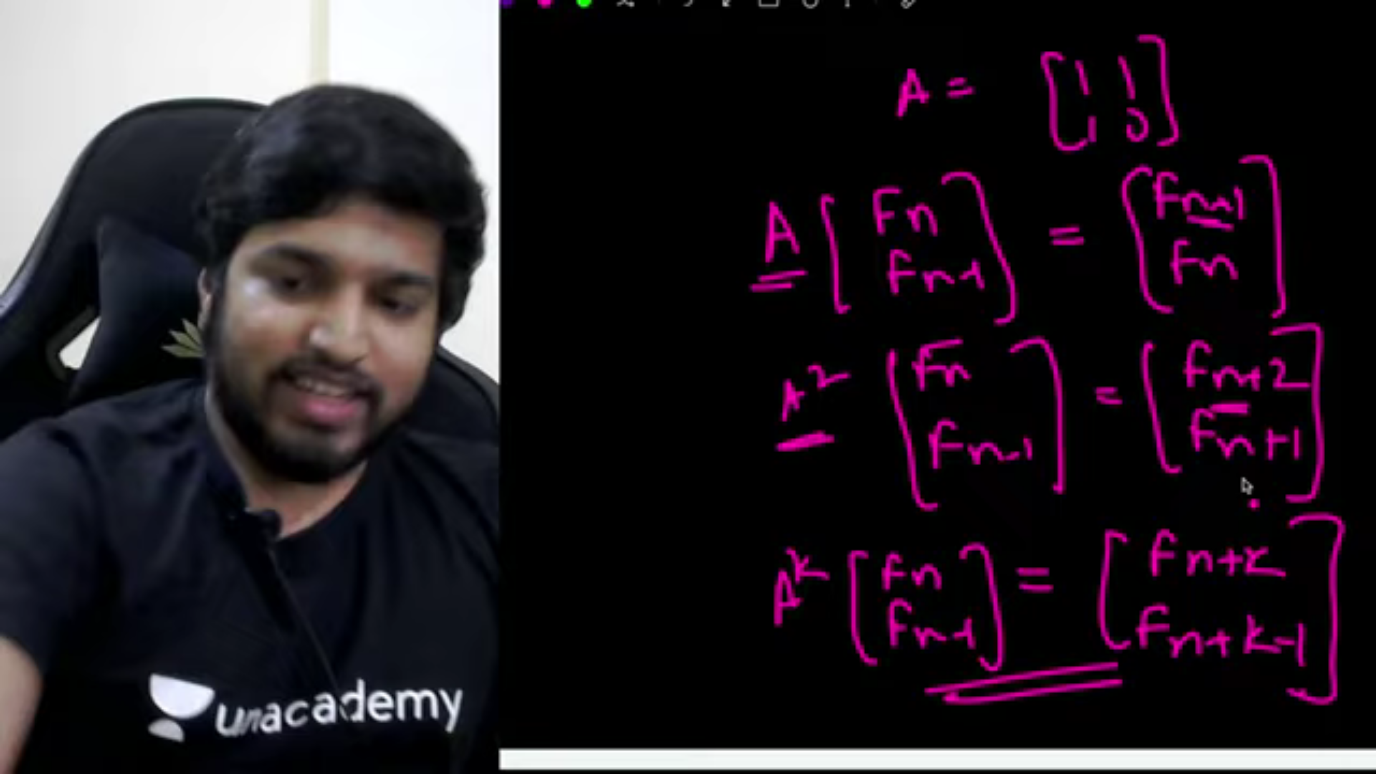 A = [1 1
1 0]
A [Fn
Fn-1] = [Fn+1
Fn]
A² [Fn
Fn-1] = [Fn+2
Fn+1]
A^k [Fn
Fn-1] = [Fn+k
Fn+k-1]
unacademy